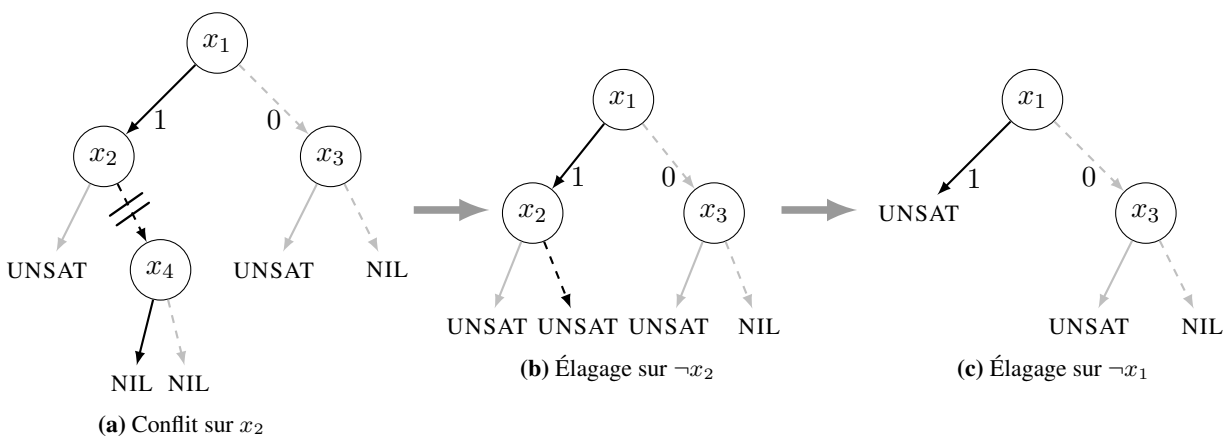 x₁
1 0
x₂ x₃
UNSAT x₄ UNSAT NIL
NIL NIL
(a) Conflit sur x₂
x₁
1 0
x₂ x₃
UNSAT UNSAT UNSAT NIL
(b) Élagage sur ¬x₂
x₁
1 0
UNSAT x₃
UNSAT NIL
(c) Élagage sur ¬x₁